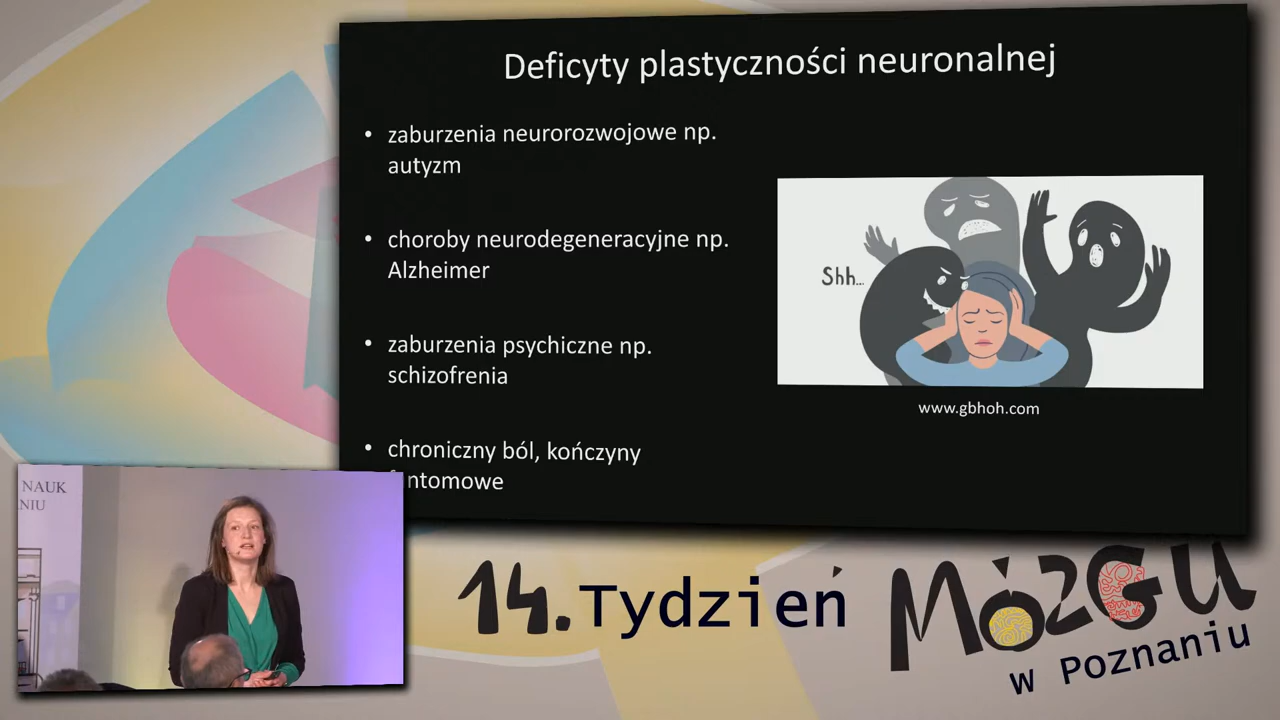 Deficyty plastyczności neuronalnej
• zaburzenia neurorozwojowe np.
autyzm
• choroby neurodegeneracyjne np.
Alzheimer
• zaburzenia psychiczne np.
schizofrenia
• chroniczny ból, kończyny
ntomowe
Shh...
www.gbhoh.com
NAUK
NIU
14. Tydzień MÓZGU
w Poznaniu